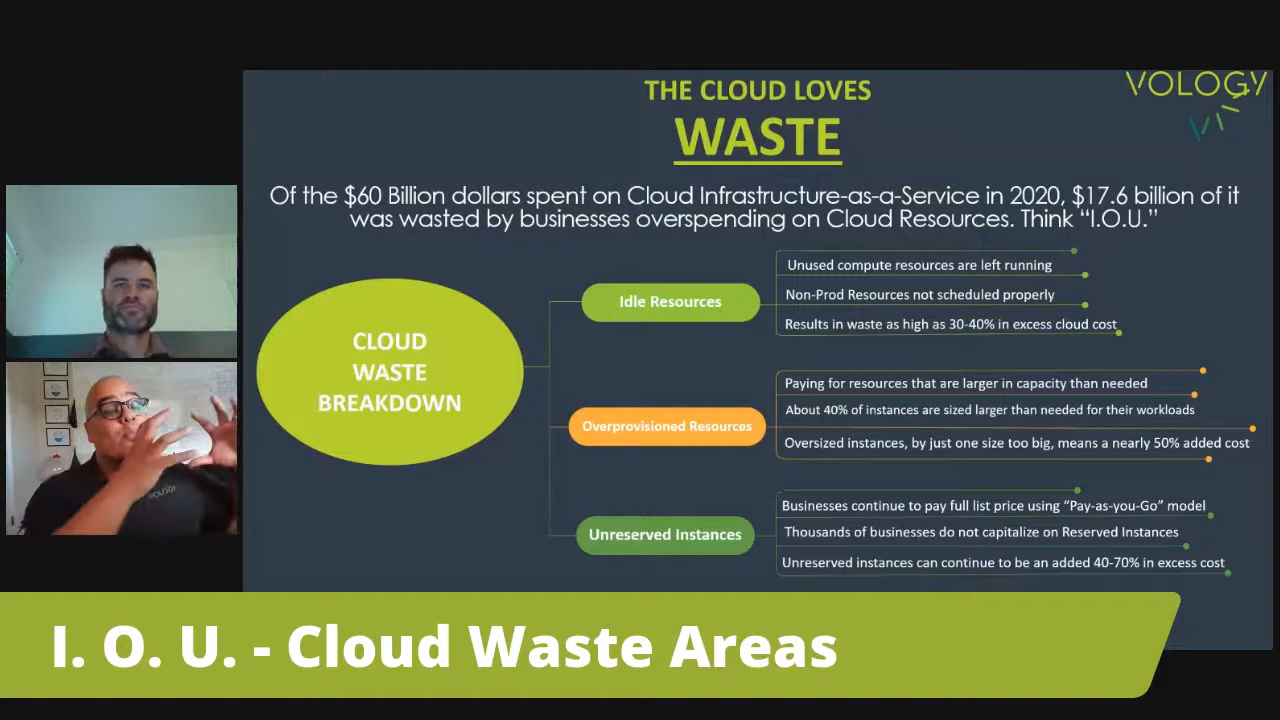 THE CLOUD LOVES
WASTE
VOLOGY
Of the $60 Billion dollars spent on Cloud Infrastructure-as-a-Service in 2020, $17.6 billion of it
was wasted by businesses overspending on Cloud Resources. Think “I.O.U.”
CLOUD
WASTE
BREAKDOWN
Idle Resources
Unused compute resources are left running
Non-Prod Resources not scheduled properly
Results in waste as high as 30-40% in excess cloud cost
Overprovisioned Resources
Paying for resources that are larger in capacity than needed
About 40% of instances are sized larger than needed for their workloads
Oversized instances, by just one size too big, means a nearly 50% added cost
Unreserved Instances
Businesses continue to pay full list price using “Pay-as-you-Go” model
Thousands of businesses do not capitalize on Reserved Instances
Unreserved instances can continue to be an added 40-70% in excess cost
VOLOGY
I. O. U. - Cloud Waste Areas